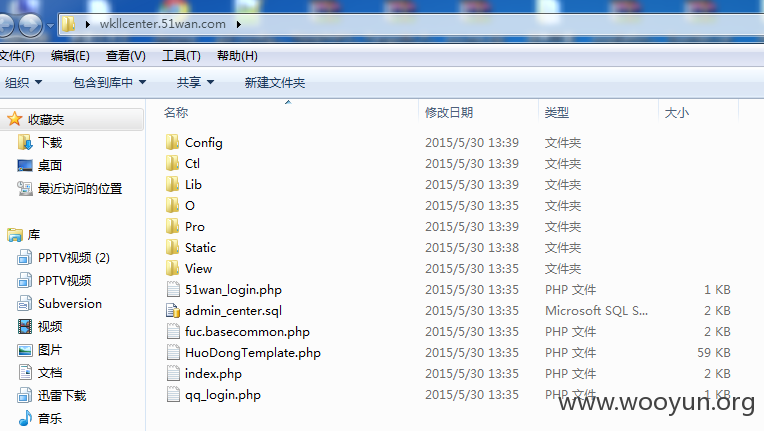 wkllcenter.51wan.com
文件(F) 编辑(E) 查看(V) 工具(T) 帮助(H)
组织 包含到库中 共享 新建文件夹
收藏夹
下载
桌面
最近访问的位置
库
PPTV视频 (2)
PPTV视频
Subversion
视频
图片
文档
迅雷下载
音乐
名称 修改日期 类型 大小
Config 2015/5/30 13:39 文件夹
Ctl 2015/5/30 13:39 文件夹
Lib 2015/5/30 13:39 文件夹
O 2015/5/30 13:35 文件夹
Pro 2015/5/30 13:39 文件夹
Static 2015/5/30 13:38 文件夹
View 2015/5/30 13:35 文件夹
51wan_login.php 2015/5/30 13:35 PHP 文件 1 KB
admin_center.sql 2015/5/30 13:35 Microsoft SQL S... 2 KB
fuc.basecommon.php 2015/5/30 13:35 PHP 文件 2 KB
HuoDongTemplate.php 2015/5/30 13:35 PHP 文件 59 KB
index.php 2015/5/30 13:35 PHP 文件 2 KB
qq_login.php 2015/5/30 13:35 PHP 文件 1 KB
www.wooyun.org